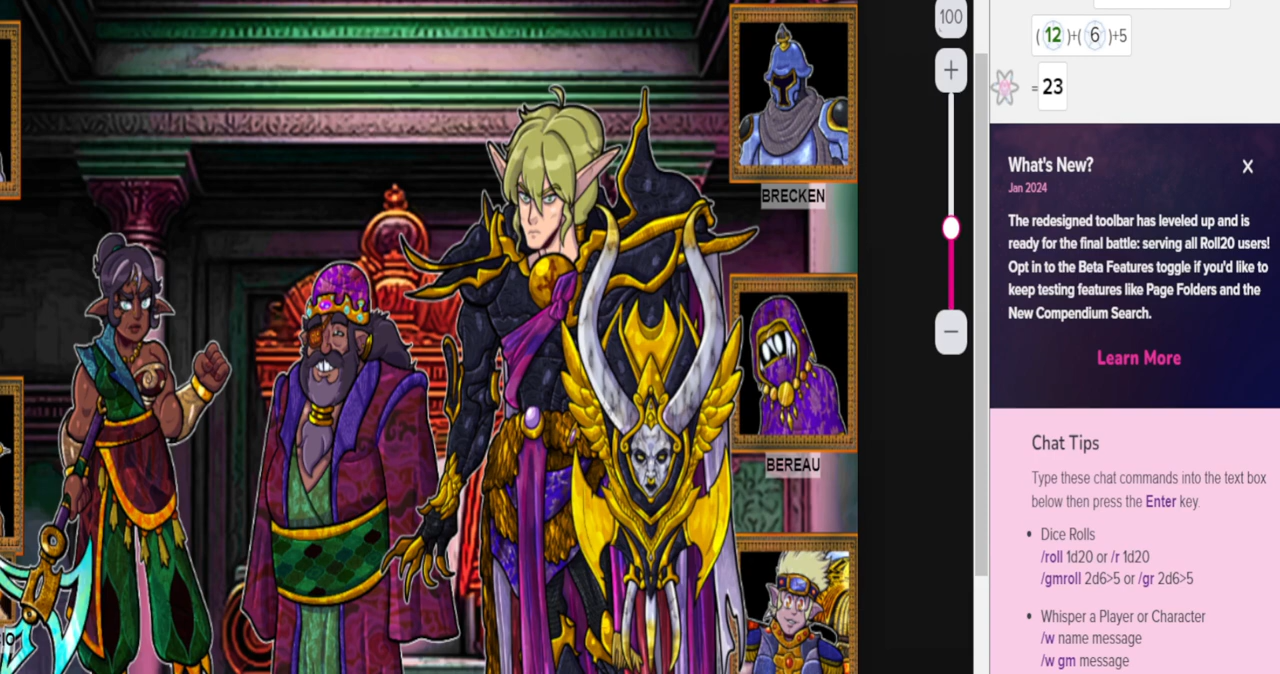 BRECKEN
BEREAU
IO
100
+
−
(12)+(6)+5
=23
What's New?
X
Jan 2024
The redesigned toolbar has leveled up and is
ready for the final battle: serving all Roll20 users!
Opt in to the Beta Features toggle if you'd like to
keep testing features like Page Folders and the
New Compendium Search.
Learn More
Chat Tips
Type these chat commands into the text box
below then press the Enter key.
• Dice Rolls
/roll 1d20 or /r 1d20
/gmroll 2d6>5 or /gr 2d6>5
• Whisper a Player or Character
/w name message
/w gm message